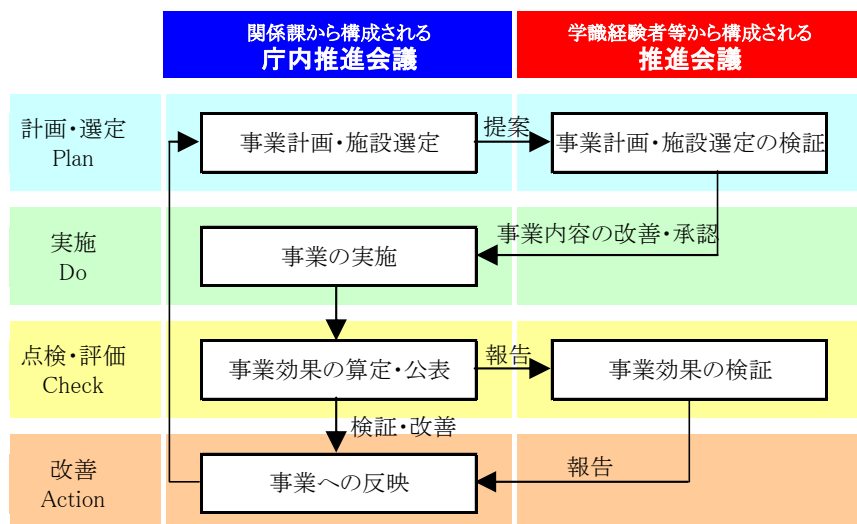 関係課から構成される
庁内推進会議
学識経験者等から構成される
推進会議
計画・選定
Plan
事業計画・施設選定
提案
事業計画・施設選定の検証
実施
Do
事業の実施
事業内容の改善・承認
点検・評価
Check
事業効果の算定・公表
報告
事業効果の検証
検証・改善
改善
Action
事業への反映
報告